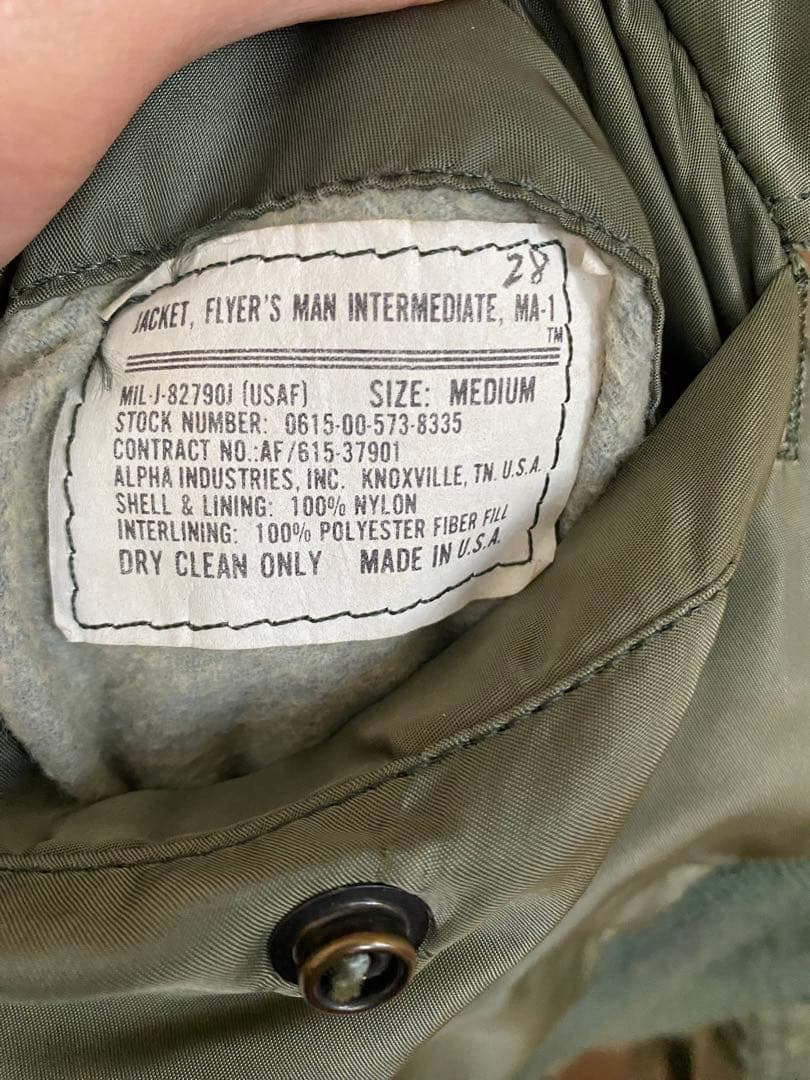 28
JACKET, FLYER'S MAN INTERMEDIATE, MA-1
TM
MIL-J-82790J (USAF) SIZE: MEDIUM
STOCK NUMBER: 0615-00-573-8335
CONTRACT NO.:AF/615-37901
ALPHA INDUSTRIES, INC. KNOXVILLE, TN. U.S.A.
SHELL & LINING: 100% NYLON
INTERLINING: 100% POLYESTER FIBER FILL
DRY CLEAN ONLY MADE IN U.S.A.